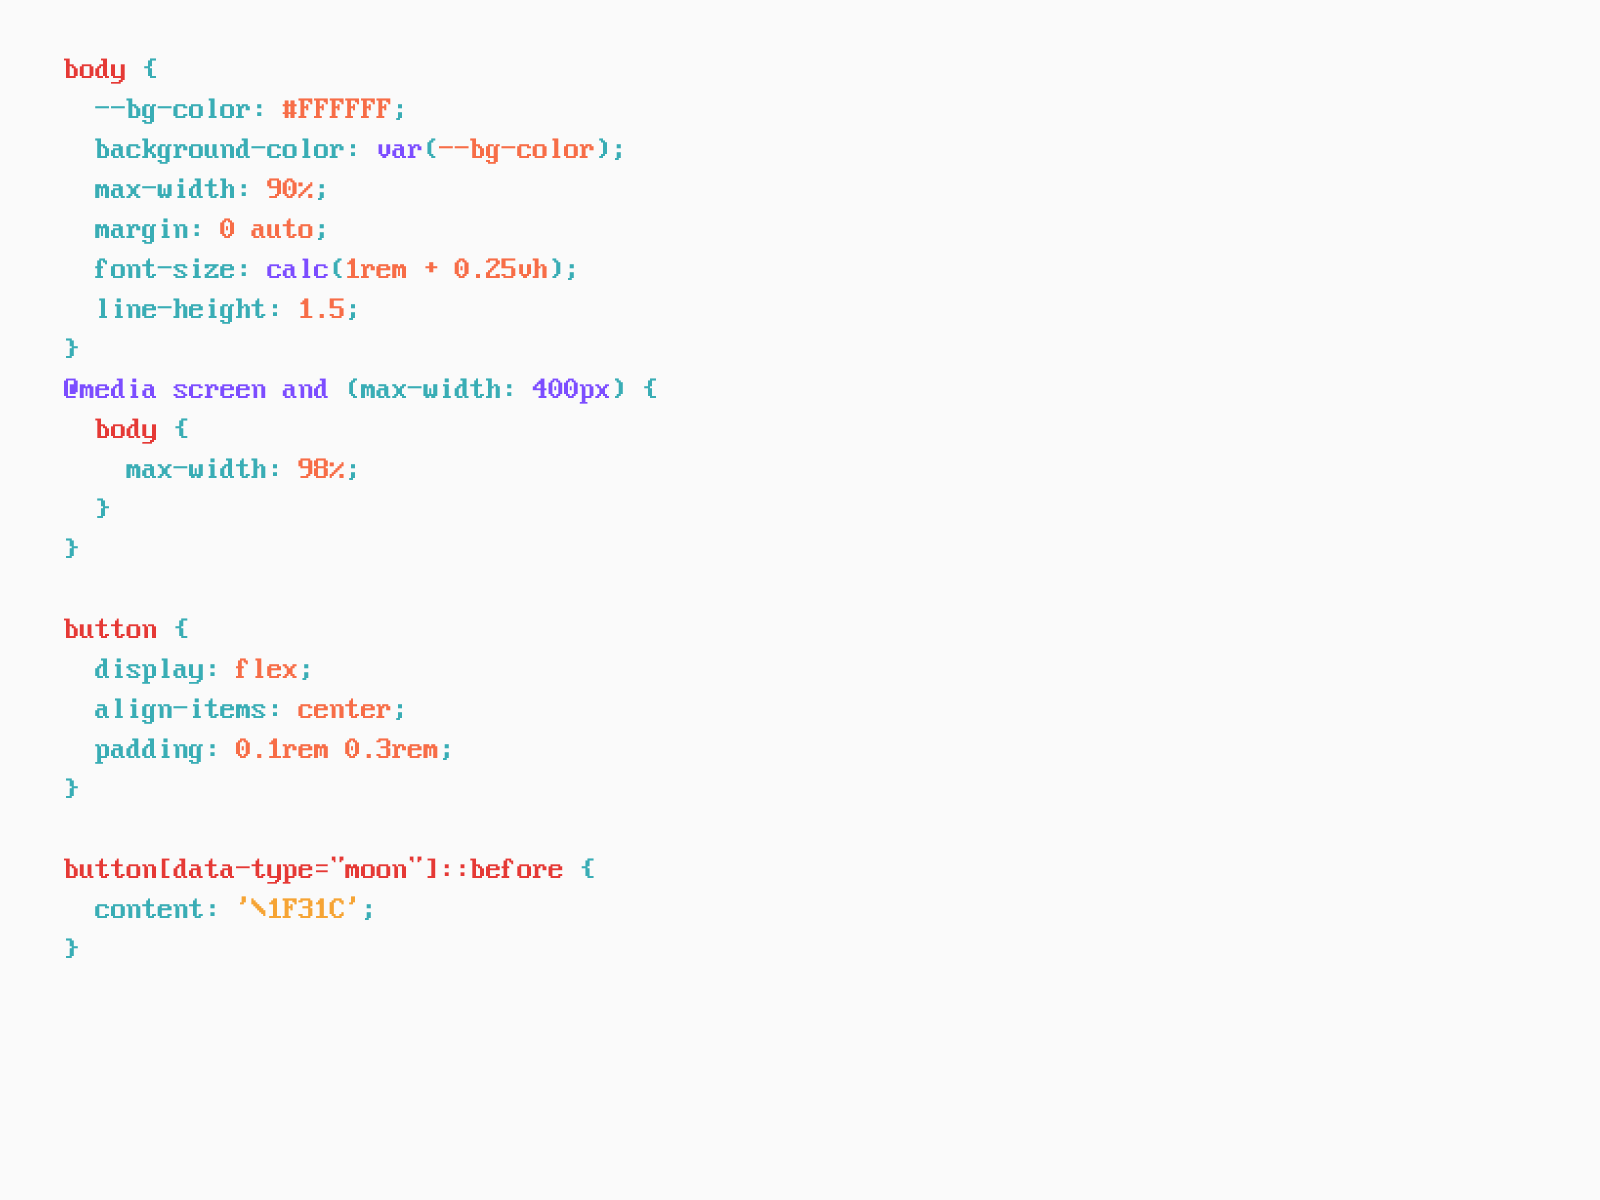 body {
  --bg-color: #FFFFFF;
  background-color: var(--bg-color);
  max-width: 90%;
  margin: 0 auto;
  font-size: calc(1rem + 0.25vh);
  line-height: 1.5;
}
@media screen and (max-width: 400px) {
  body {
    max-width: 98%;
  }
}

button {
  display: flex;
  align-items: center;
  padding: 0.1rem 0.3rem;
}

button[data-type="moon"]::before {
  content: '\1F31C';
}